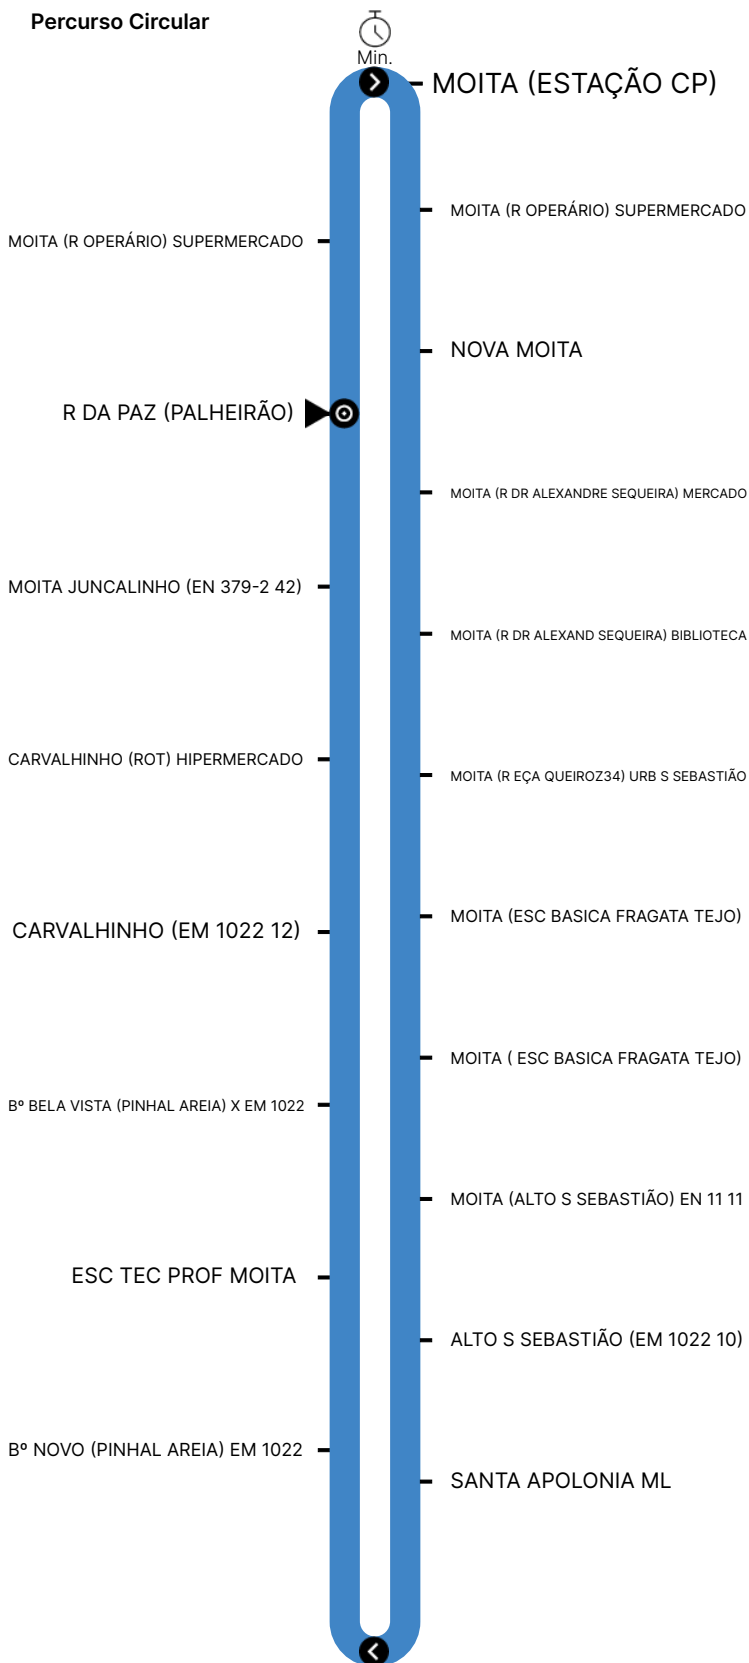 Percurso Circular
Min.
MOITA (ESTAÇÃO CP)
MOITA (R OPERÁRIO) SUPERMERCADO
MOITA (R OPERÁRIO) SUPERMERCADO
NOVA MOITA
R DA PAZ (PALHEIRÃO)
MOITA (R DR ALEXANDRE SEQUEIRA) MERCADO
MOITA JUNCALINHO (EN 379-2 42)
MOITA (R DR ALEXAND SEQUEIRA) BIBLIOTECA
CARVALHINHO (ROT) HIPERMERCADO
MOITA (R EÇA QUEIROZ34) URB S SEBASTIÃO
MOITA (ESC BASICA FRAGATA TEJO)
CARVALHINHO (EM 1022 12)
MOITA ( ESC BASICA FRAGATA TEJO)
Bº BELA VISTA (PINHAL AREIA) X EM 1022
MOITA (ALTO S SEBASTIÃO) EN 11 11
ESC TEC PROF MOITA
ALTO S SEBASTIÃO (EM 1022 10)
Bº NOVO (PINHAL AREIA) EM 1022
SANTA APOLONIA ML